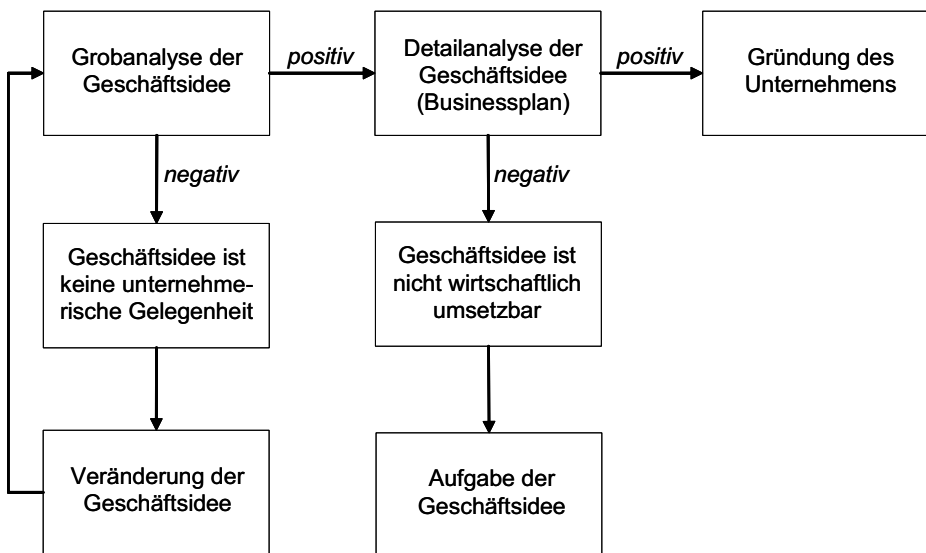 Grobanalyse der
Geschäftsidee
positiv
Detailanalyse der
Geschäftsidee
(Businessplan)
positiv
Gründung des
Unternehmens
negativ
negativ
Geschäftsidee ist
keine unternehme-
rische Gelegenheit
Geschäftsidee ist
nicht wirtschaftlich
umsetzbar
Veränderung der
Geschäftsidee
Aufgabe der
Geschäftsidee